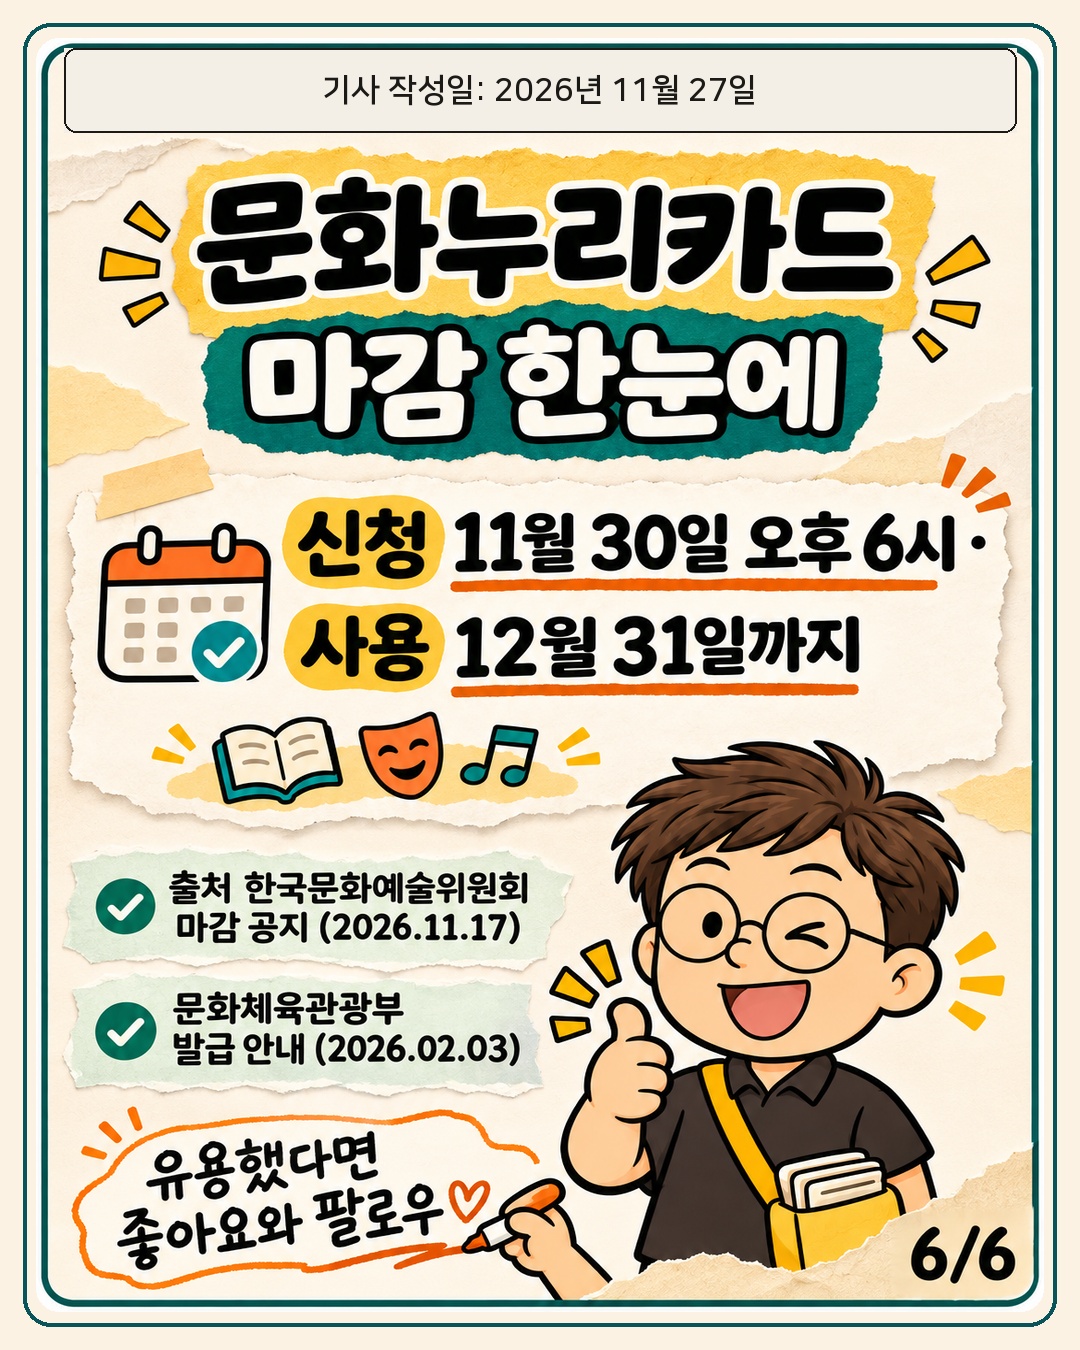 기사 작성일: 2026년 11월 27일
문화누리카드
마감 한눈에
신청 11월 30일 오후 6시·
사용 12월 31일까지
출처 한국문화예술위원회
마감 공지 (2026.11.17)
문화체육관광부
발급 안내 (2026.02.03)
유용했다면
좋아요와 팔로우
6/6